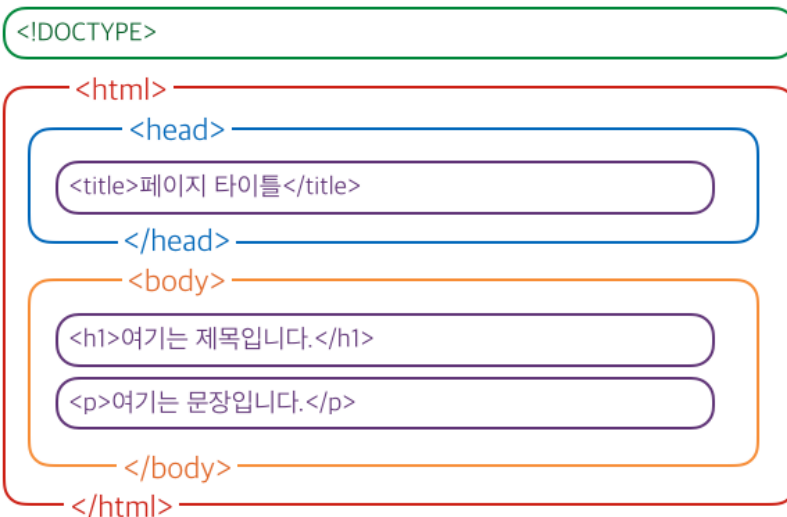 <!DOCTYPE>
<html>
<head>
<title>페이지 타이틀</title>
</head>
<body>
<h1>여기는 제목입니다.</h1>
<p>여기는 문장입니다.</p>
</body>
</html>